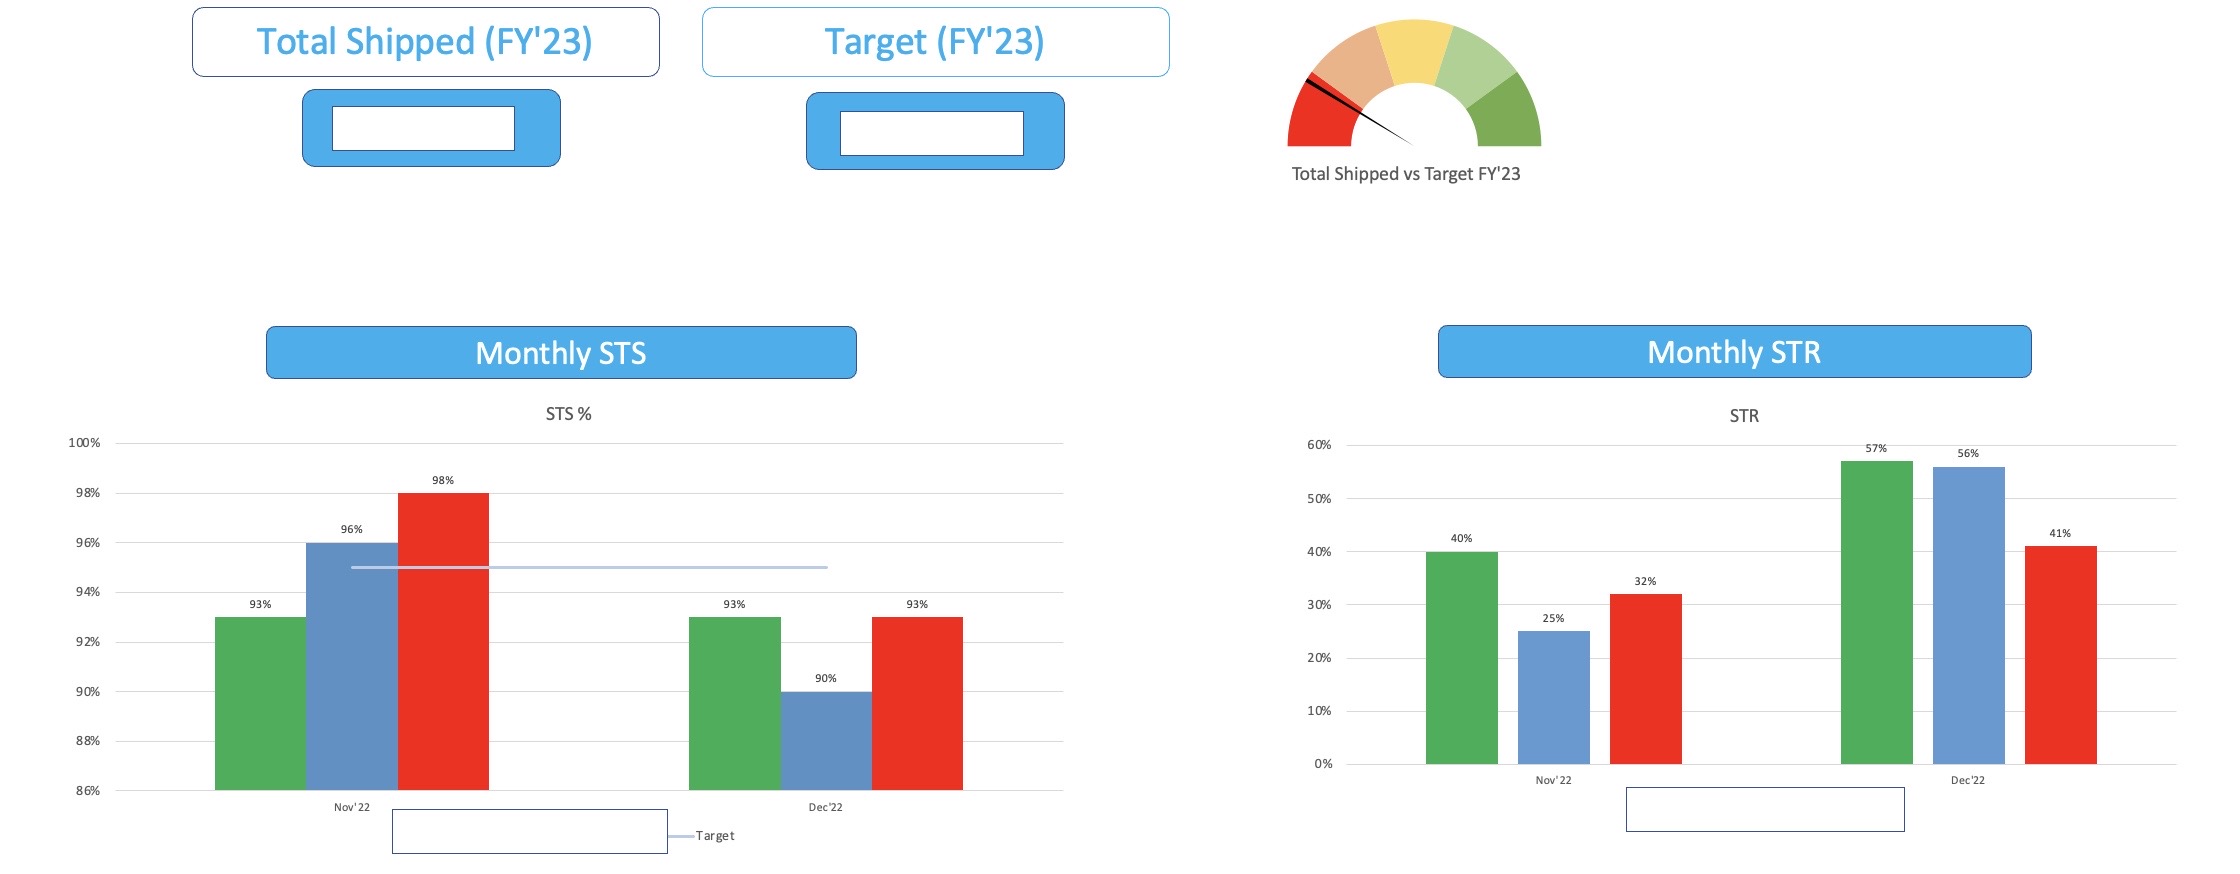 Total Shipped (FY'23)
Target (FY'23)
Total Shipped vs Target FY'23
Monthly STS
STS %
100%
98%
96%
94%
92%
90%
88%
86%
93%
96%
98%
93%
90%
93%
Nov'22
Dec'22
Target
Monthly STR
STR
60%
50%
40%
30%
20%
10%
0%
40%
25%
32%
57%
56%
41%
Nov'22
Dec'22